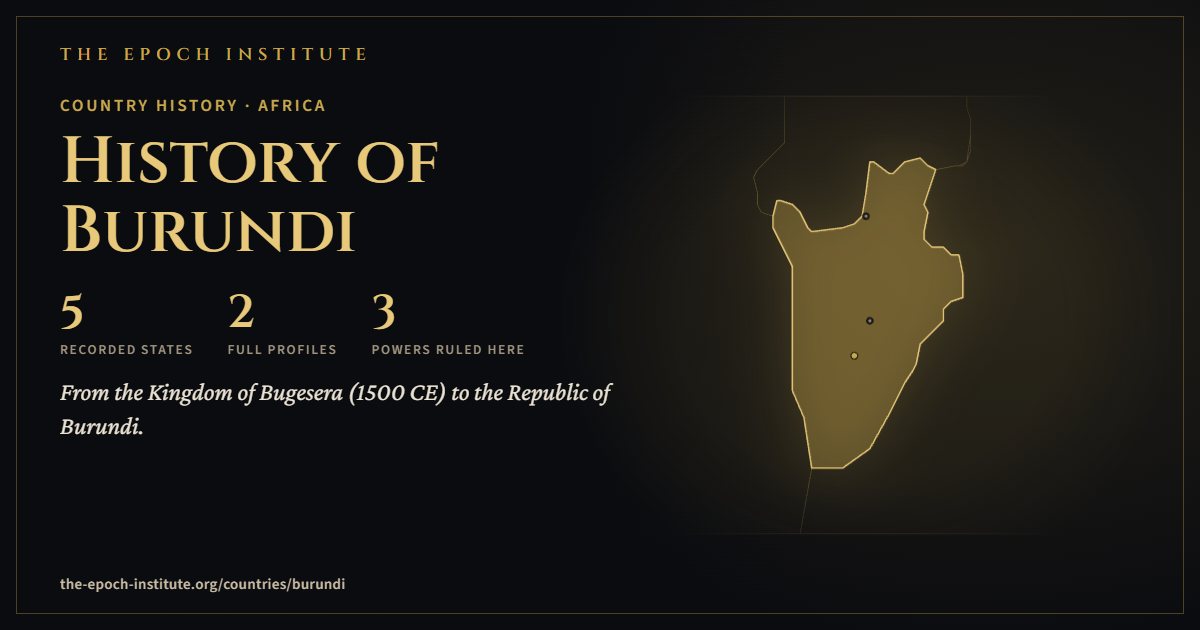 THE EPOCH INSTITUTE
COUNTRY HISTORY · AFRICA
History of
Burundi
5 2 3
RECORDED STATES FULL PROFILES POWERS RULED HERE
From the Kingdom of Bugesera (1500 CE) to the Republic of
Burundi.
the-epoch-institute.org/countries/burundi